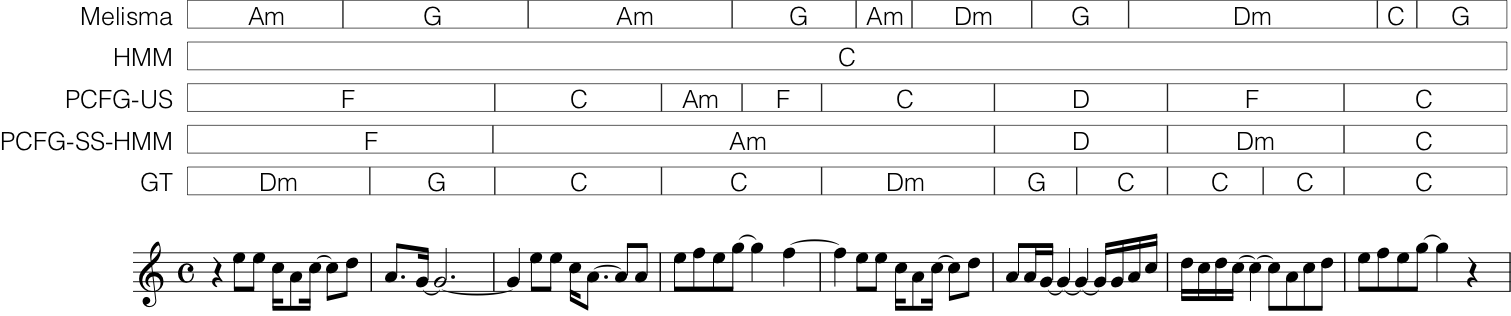 Melisma Am G Am G Am Dm G Dm C G
HMM C
PCFG-US F C Am F C D F C
PCFG-SS-HMM F Am D Dm C
GT Dm G C C Dm G C C C C